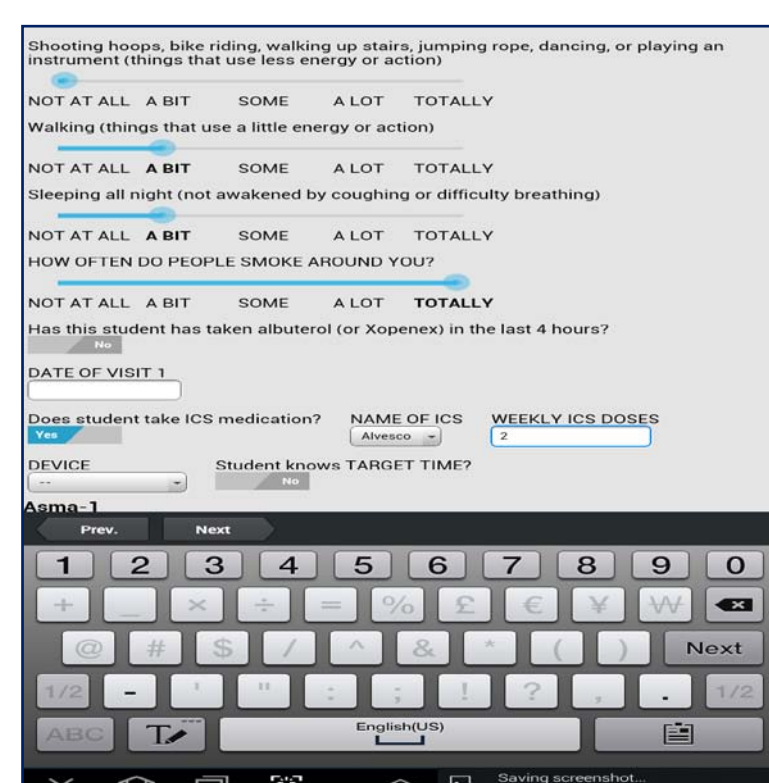 Shooting hoops, bike riding, walking up stairs, jumping rope, dancing, or playing an
instrument (things that use less energy or action)
NOT AT ALL A BIT SOME A LOT TOTALLY
Walking (things that use a little energy or action)
NOT AT ALL A BIT SOME A LOT TOTALLY
Sleeping all night (not awakened by coughing or difficulty breathing)
NOT AT ALL A BIT SOME A LOT TOTALLY
HOW OFTEN DO PEOPLE SMOKE AROUND YOU?
NOT AT ALL A BIT SOME A LOT TOTALLY
Has this student has taken albuterol (or Xopenex) in the last 4 hours?
No
DATE OF VISIT 1
Does student take ICS medication? NAME OF ICS WEEKLY ICS DOSES
Yes Alvesco 2
DEVICE Student knows TARGET TIME?
-- No
Asma-1
Prev. Next
1 2 3 4 5 6 7 8 9 0
+ _ × ÷ = % £ € ¥ ₩
@ # $ / ^ & * ( ) Next
1/2 - ' " : ; ! ? , . 1/2
ABC T English(US)
Saving screenshot...